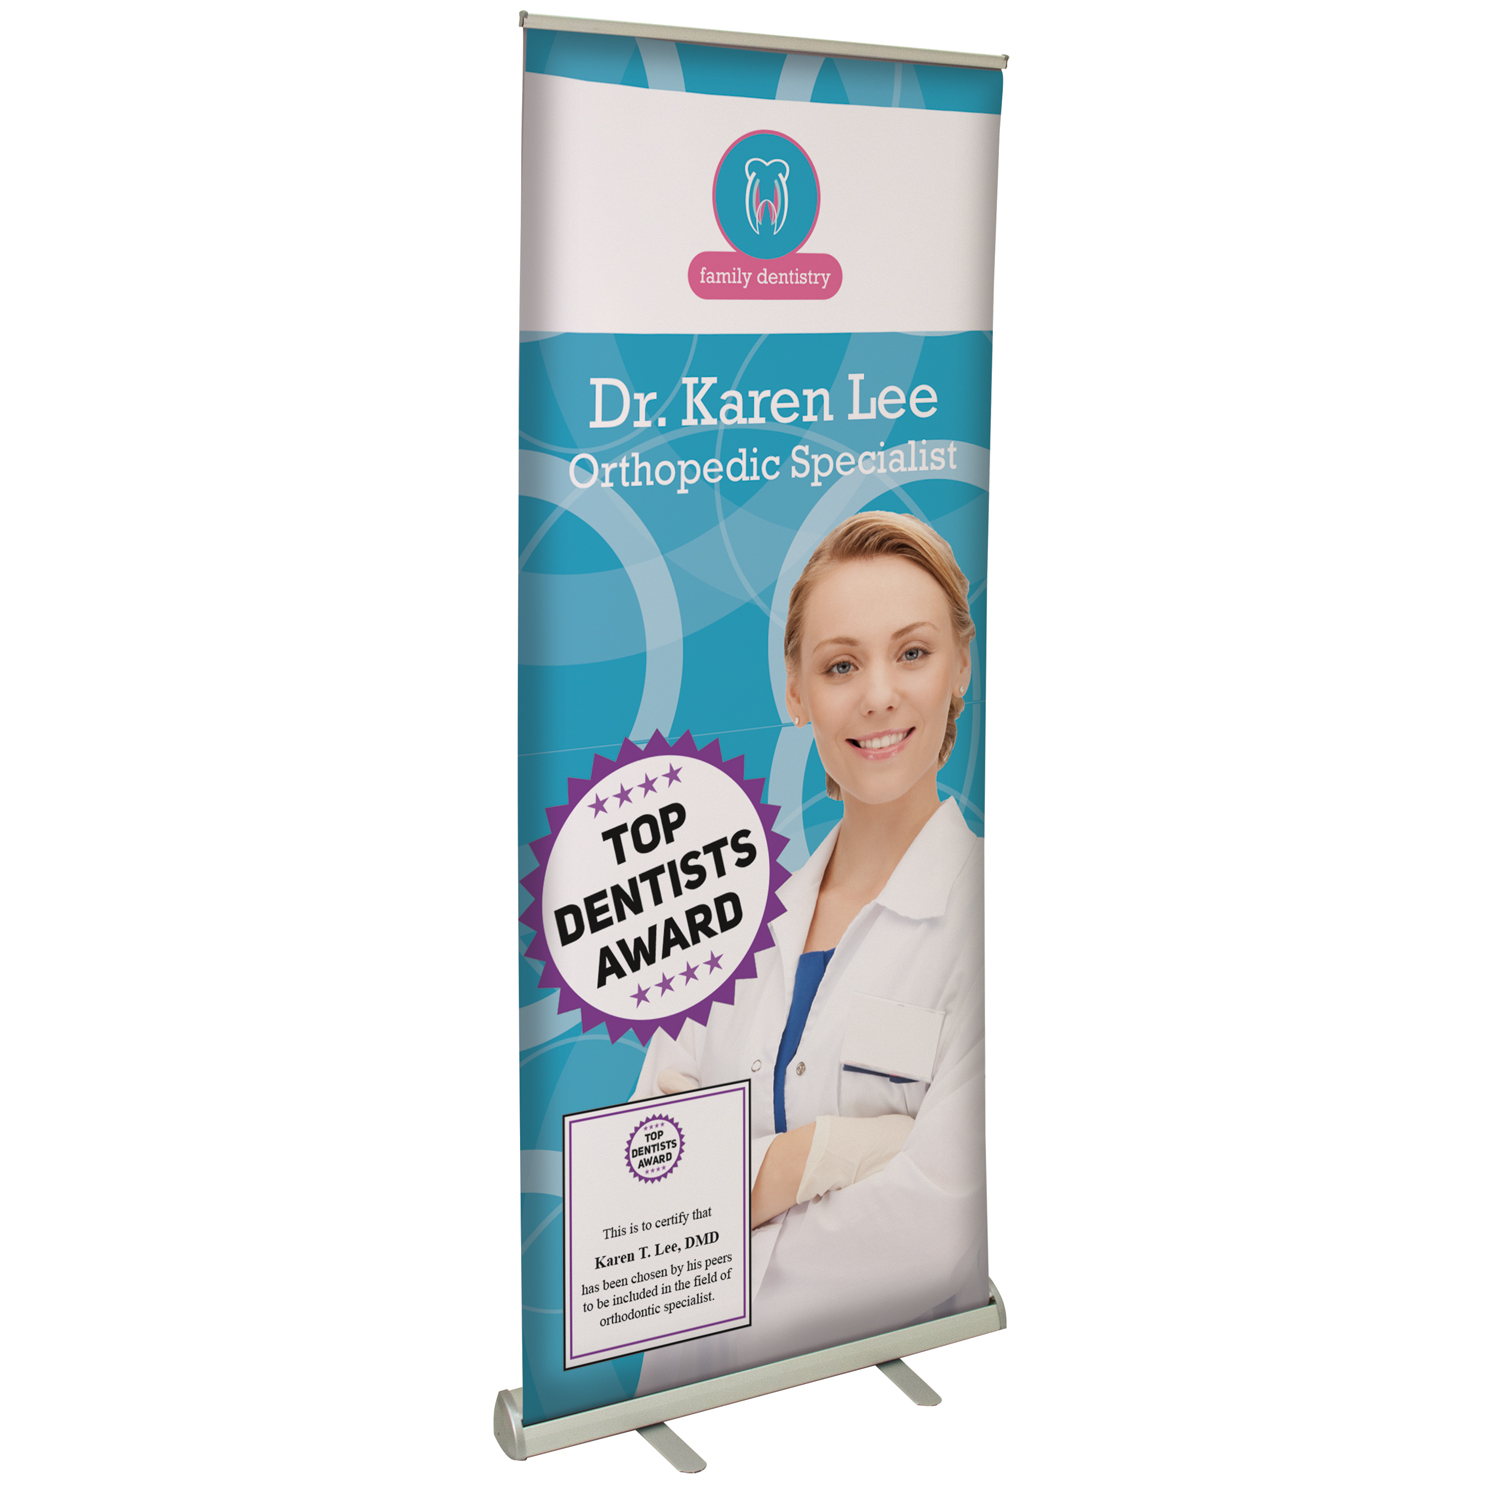 family dentistry
Dr. Karen Lee
Orthopedic Specialist
TOP
DENTISTS
AWARD
TOP
DENTISTS
AWARD
This is to certify that
Karen T. Lee, DMD
has been chosen by his peers
to be included in the field of
orthodontic specialist.